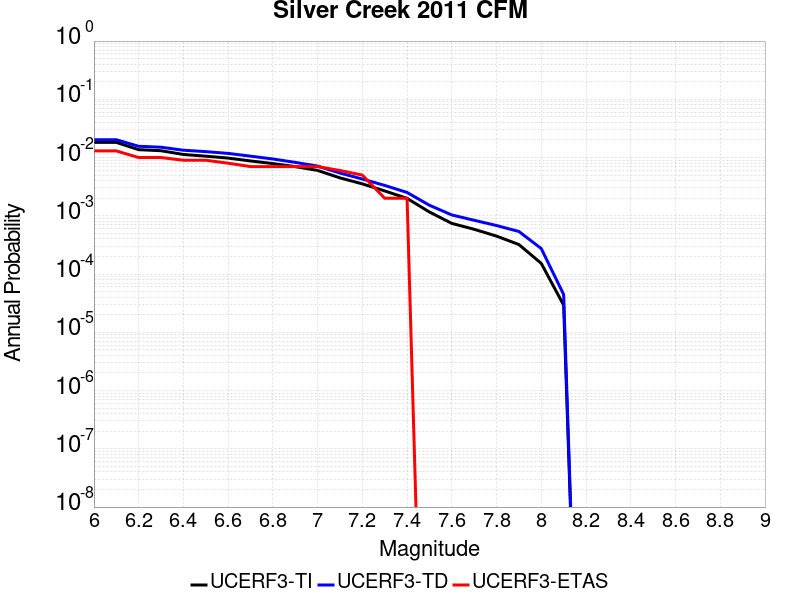 Silver Creek 2011 CFM
10^0
10^-1
10^-2
10^-3
10^-4
10^-5
10^-6
10^-7
10^-8
Annual Probability
6 6.2 6.4 6.6 6.8 7 7.2 7.4 7.6 7.8 8 8.2 8.4 8.6 8.8 9
Magnitude
UCERF3-TI UCERF3-TD UCERF3-ETAS